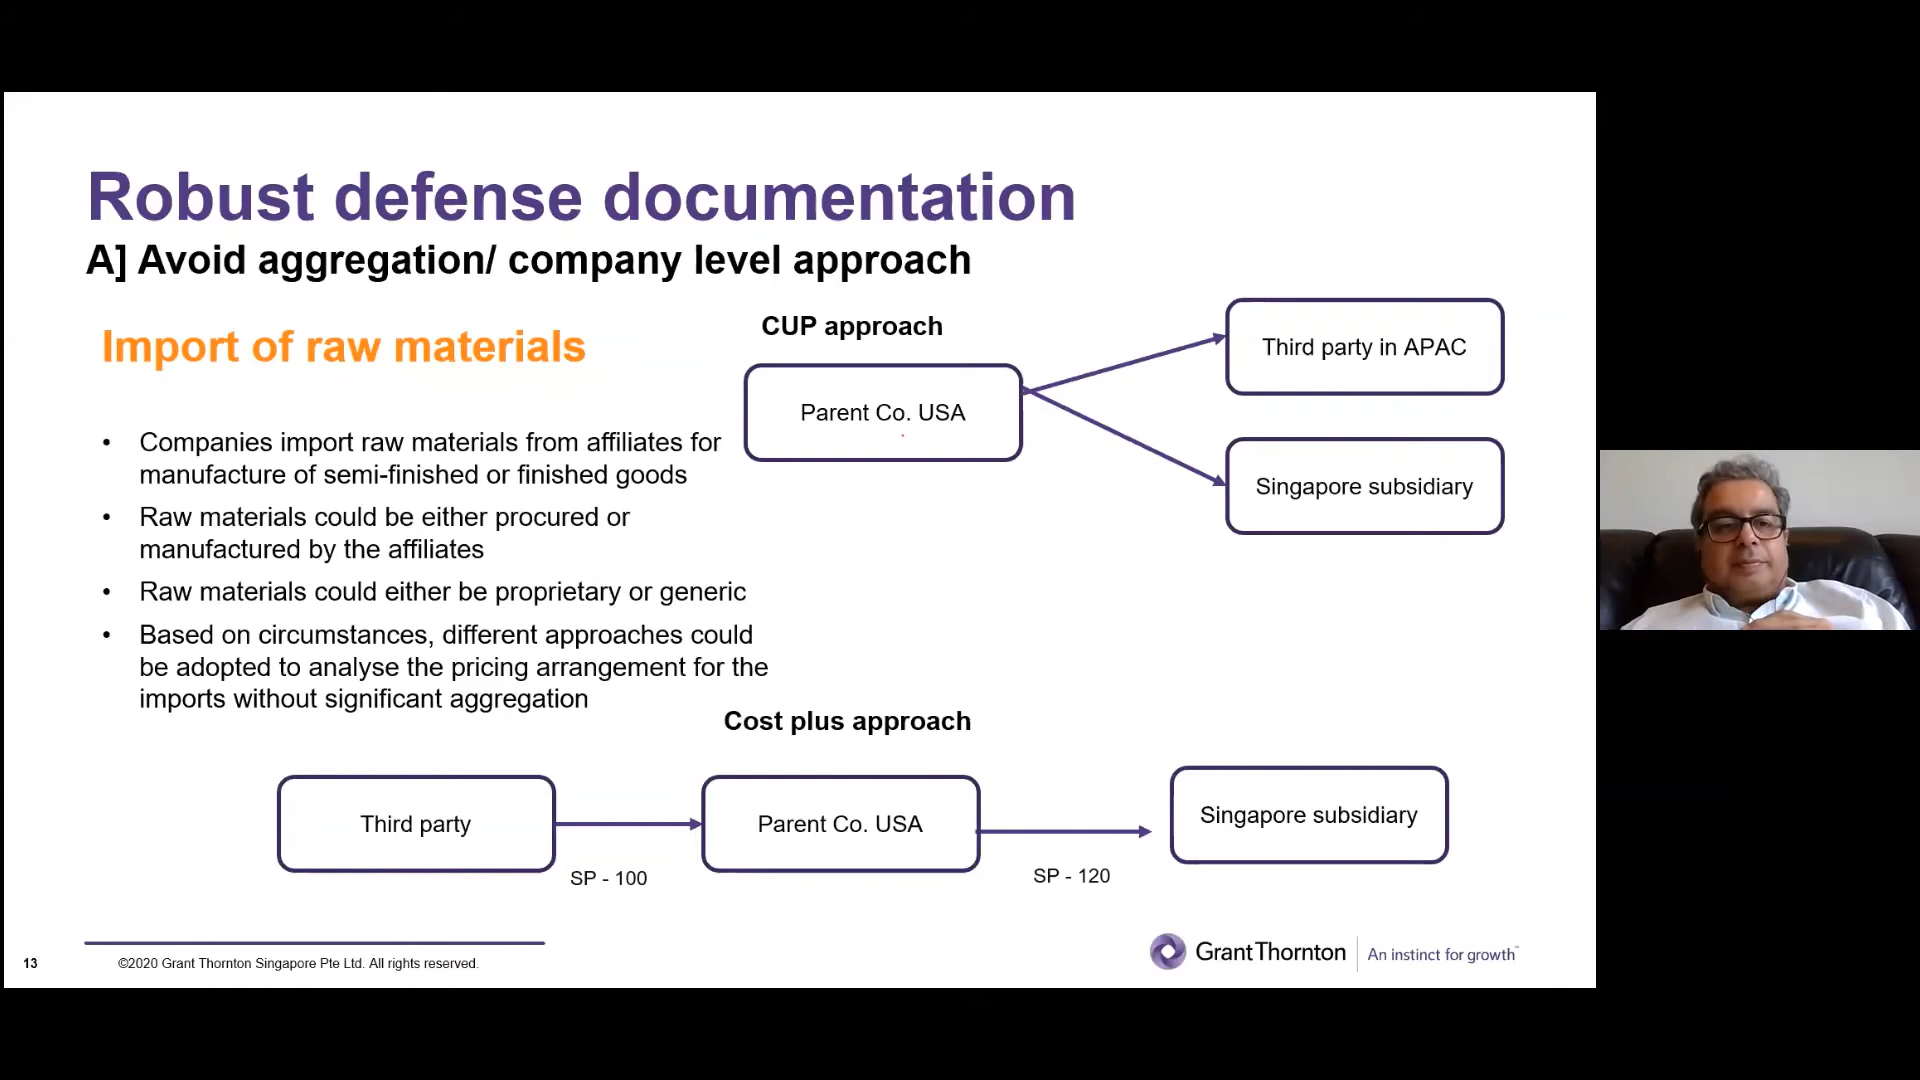 Robust defense documentation
A] Avoid aggregation/ company level approach
Import of raw materials
• Companies import raw materials from affiliates for
manufacture of semi-finished or finished goods
• Raw materials could be either procured or
manufactured by the affiliates
• Raw materials could either be proprietary or generic
• Based on circumstances, different approaches could
be adopted to analyse the pricing arrangement for the
imports without significant aggregation
CUP approach
Parent Co. USA
Third party in APAC
Singapore subsidiary
Cost plus approach
Third party
SP - 100
Parent Co. USA
SP - 120
Singapore subsidiary
13
©2020 Grant Thornton Singapore Pte Ltd. All rights reserved.
GrantThornton
An instinct for growth™